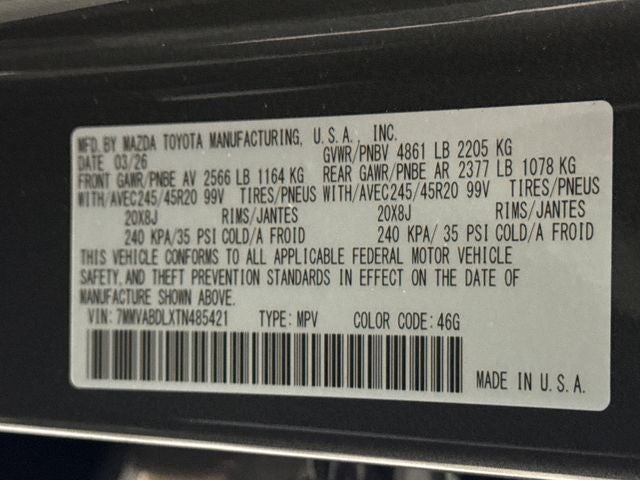 MFD. BY MAZDA TOYOTA MANUFACTURING, U.S.A., INC.
DATE 03/26 GVWR/PNBV 4861 LB 2205 KG
FRONT GAWR/PNBE AV 2566 LB 1164 KG REAR GAWR/PNBE AR 2377 LB 1078 KG
WITH/AVEC245/45R20 99V TIRES/PNEUS WITH/AVEC245/45R20 99V TIRES/PNEUS
20X8J RIMS/JANTES 20X8J RIMS/JANTES
240 KPA/35 PSI COLD/A FROID 240 KPA/ 35 PSI COLD/A FROID
THIS VEHICLE CONFORMS TO ALL APPLICABLE FEDERAL MOTOR VEHICLE
SAFETY, AND THEFT PREVENTION STANDARDS IN EFFECT ON THE DATE OF
MANUFACTURE SHOWN ABOVE.
VIN: 7MMVABDLXTN485421 TYPE: MPV COLOR CODE: 46G
MADE IN U.S.A.